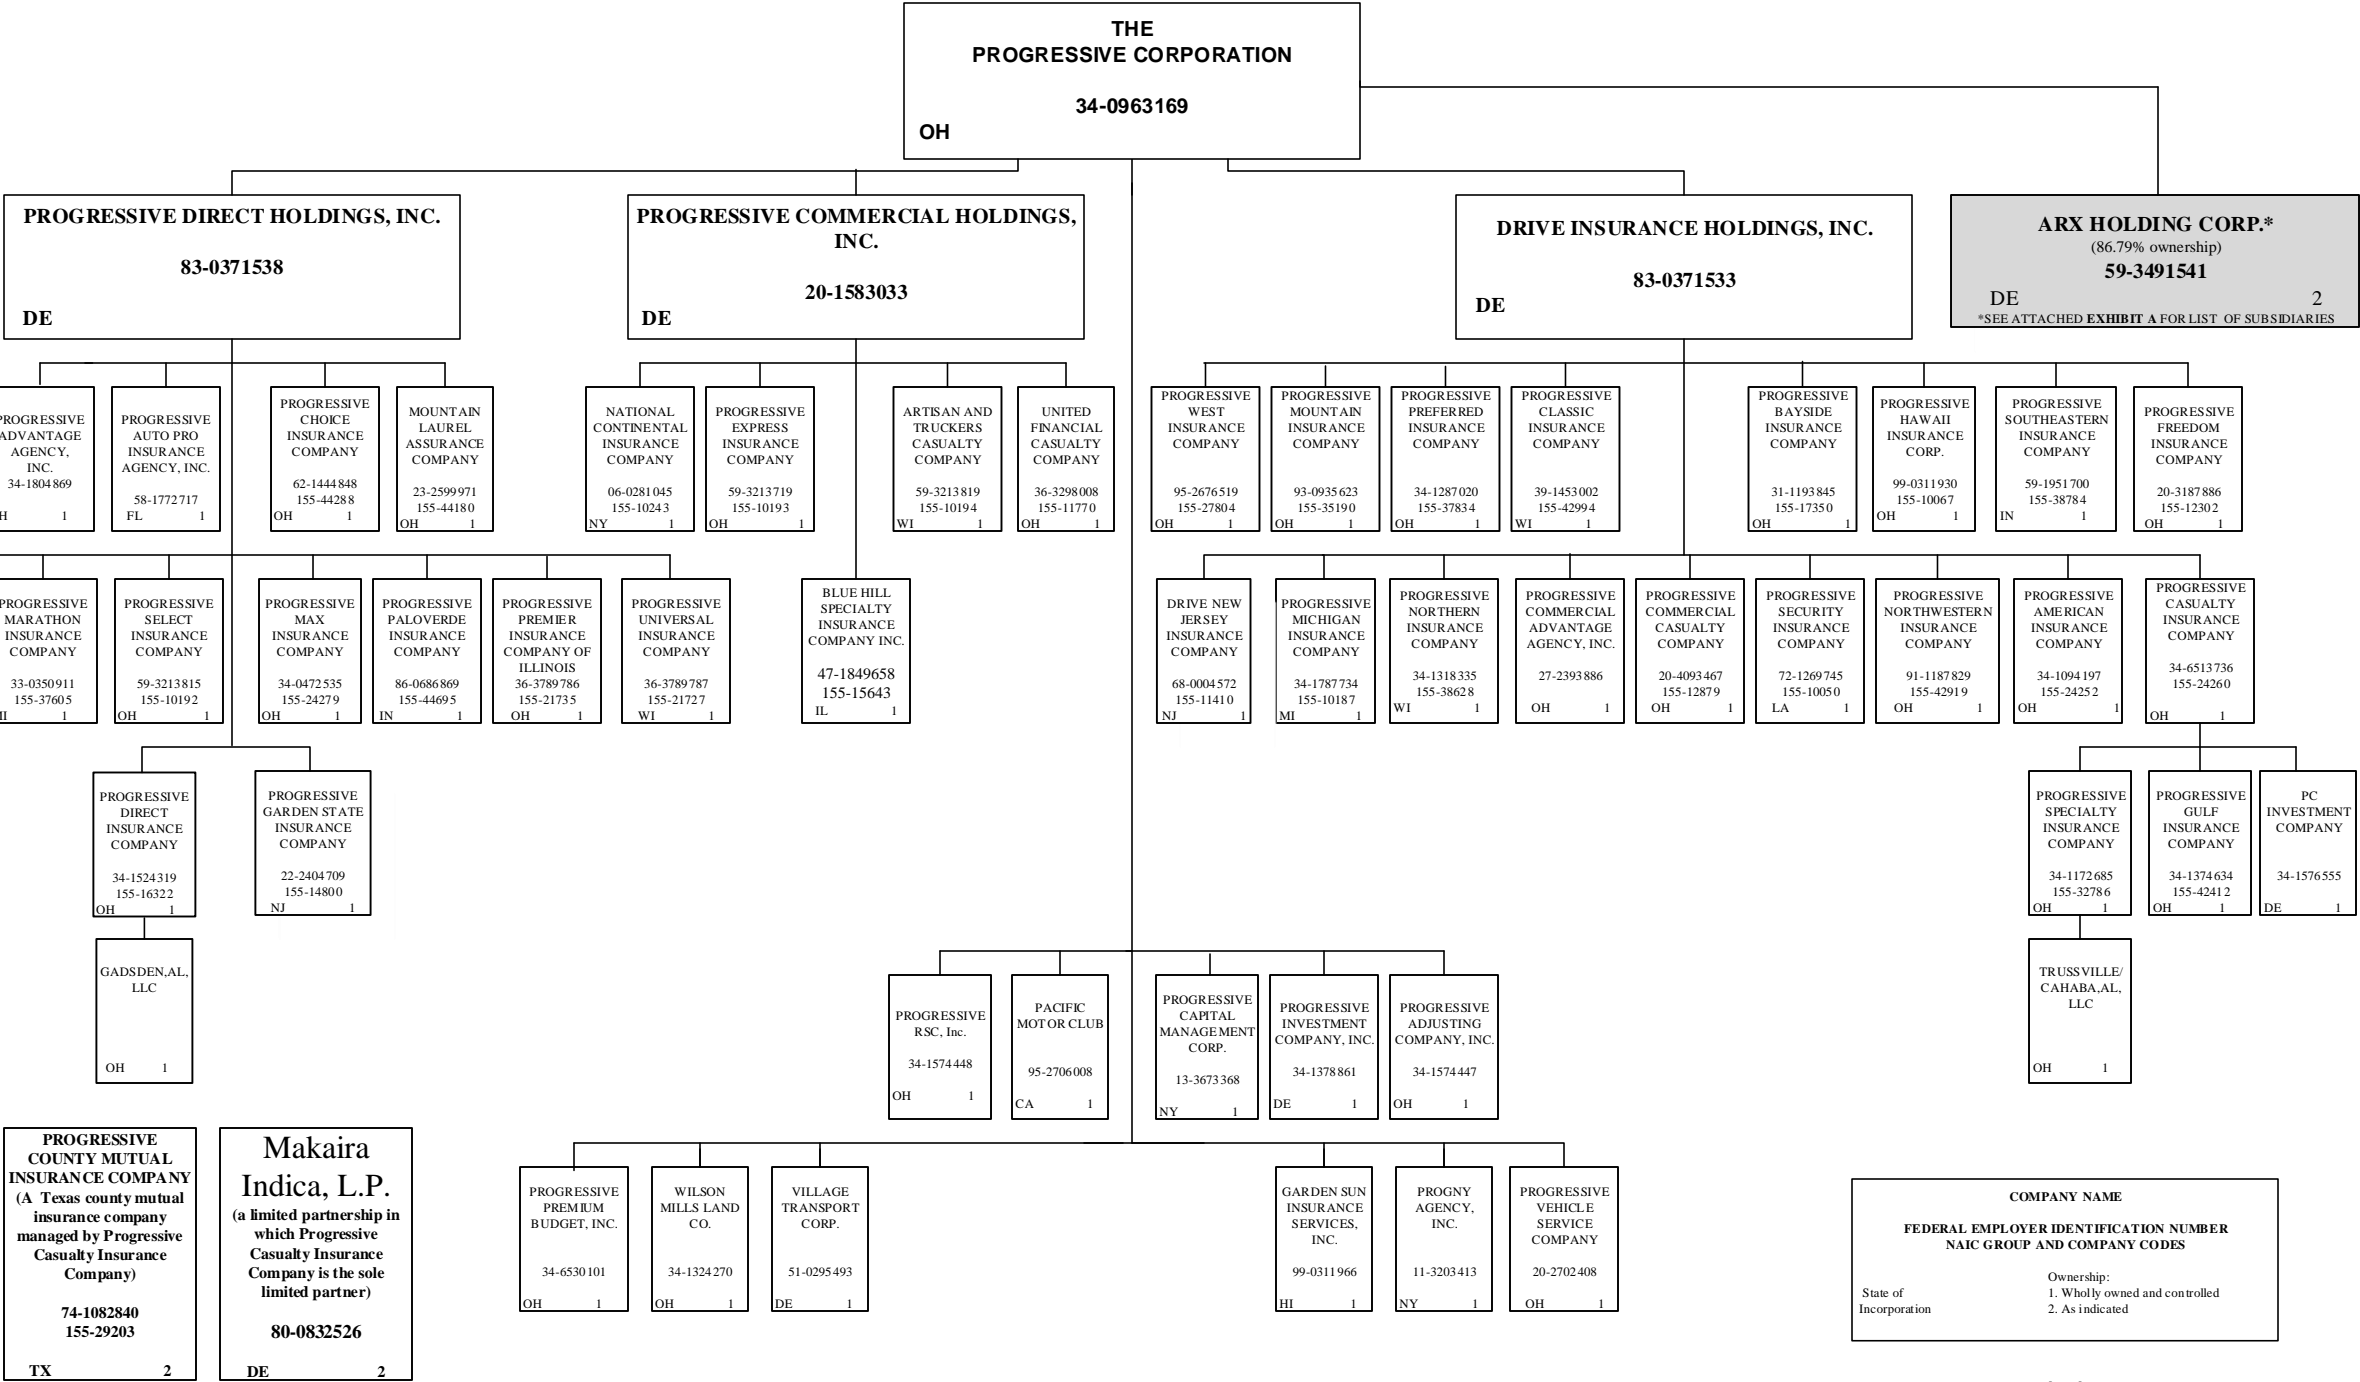 THE
PROGRESSIVE CORPORATION
34-0963169
OH
PROGRESSIVE DIRECT HOLDINGS, INC.
83-0371538
DE
PROGRESSIVE COMMERCIAL HOLDINGS,
INC.
20-1583033
DE
DRIVE INSURANCE HOLDINGS, INC.
83-0371533
DE
ARX HOLDING CORP.*
(86.79% ownership)
59-3491541
DE 2
*SEE ATTACHED EXHIBIT A FOR LIST OF SUBSIDIARIES
PROGRESSIVE
ADVANTAGE
AGENCY,
INC.
34-1804869
1
PROGRESSIVE
AUTO PRO
INSURANCE
AGENCY, INC.
58-1772717
FL 1
PROGRESSIVE
CHOICE
INSURANCE
COMPANY
62-1444848
155-44288
OH 1
MOUNTAIN
LAUREL
ASSURANCE
COMPANY
23-2599971
155-44180
OH 1
NATIONAL
CONTINENTAL
INSURANCE
COMPANY
06-0281045
155-10243
NY 1
PROGRESSIVE
EXPRESS
INSURANCE
COMPANY
59-3213719
155-10193
OH 1
ARTISAN AND
TRUCKERS
CASUALTY
COMPANY
59-3213819
155-10194
WI 1
UNITED
FINANCIAL
CASUALTY
COMPANY
36-3298008
155-11770
OH 1
PROGRESSIVE
WEST
INSURANCE
COMPANY
95-2676519
155-27804
OH 1
PROGRESSIVE
MOUNTAIN
INSURANCE
COMPANY
93-0935623
155-35190
OH 1
PROGRESSIVE
PREFERRED
INSURANCE
COMPANY
34-1287020
155-37834
OH 1
PROGRESSIVE
CLASSIC
INSURANCE
COMPANY
39-1453002
155-42994
WI 1
PROGRESSIVE
BAYSIDE
INSURANCE
COMPANY
31-1193845
155-17350
OH 1
PROGRESSIVE
HAWAII
INSURANCE
CORP.
99-0311930
155-10067
OH 1
PROGRESSIVE
SOUTHEASTERN
INSURANCE
COMPANY
59-1951700
155-38784
IN 1
PROGRESSIVE
FREEDOM
INSURANCE
COMPANY
20-3187886
155-12302
OH 1
PROGRESSIVE
MARATHON
INSURANCE
COMPANY
33-0350911
155-37605
1
PROGRESSIVE
SELECT
INSURANCE
COMPANY
59-3213815
155-10192
OH 1
PROGRESSIVE
MAX
INSURANCE
COMPANY
34-0472535
155-24279
OH 1
PROGRESSIVE
PALOVERDE
INSURANCE
COMPANY
86-0686869
155-44695
IN 1
PROGRESSIVE
PREMIER
INSURANCE
COMPANY OF
ILLINOIS
36-3789786
155-21735
OH 1
PROGRESSIVE
UNIVERSAL
INSURANCE
COMPANY
36-3789787
155-21727
WI 1
BLUE HILL
SPECIALTY
INSURANCE
COMPANY INC.
47-1849658
155-15643
IL 1
DRIVE NEW
JERSEY
INSURANCE
COMPANY
68-0004572
155-11410
NJ 1
PROGRESSIVE
MICHIGAN
INSURANCE
COMPANY
34-1787734
155-10187
MI 1
PROGRESSIVE
NORTHERN
INSURANCE
COMPANY
34-1318335
155-38628
WI 1
PROGRESSIVE
COMMERCIAL
ADVANTAGE
AGENCY, INC.
27-2393886
OH 1
PROGRESSIVE
COMMERCIAL
CASUALTY
COMPANY
20-4093467
155-12879
OH 1
PROGRESSIVE
SECURITY
INSURANCE
COMPANY
72-1269745
155-10050
LA 1
PROGRESSIVE
NORTHWESTERN
INSURANCE
COMPANY
91-1187829
155-42919
OH 1
PROGRESSIVE
AMERICAN
INSURANCE
COMPANY
34-1094197
155-24252
OH 1
PROGRESSIVE
CASUALTY
INSURANCE
COMPANY
34-6513736
155-24260
OH 1
PROGRESSIVE
DIRECT
INSURANCE
COMPANY
34-1524319
155-16322
OH 1
PROGRESSIVE
GARDEN STATE
INSURANCE
COMPANY
22-2404709
155-14800
NJ 1
PROGRESSIVE
SPECIALTY
INSURANCE
COMPANY
34-1172685
155-32786
OH 1
PROGRESSIVE
GULF
INSURANCE
COMPANY
34-1374634
155-42412
OH 1
PC
INVESTMENT
COMPANY
34-1576555
DE 1
GADSDEN,AL,
LLC
OH 1
PROGRESSIVE
RSC, Inc.
34-1574448
OH 1
PACIFIC
MOTOR CLUB
95-2706008
CA 1
PROGRESSIVE
CAPITAL
MANAGEMENT
CORP.
13-3673368
NY 1
PROGRESSIVE
INVESTMENT
COMPANY, INC.
34-1378861
DE 1
PROGRESSIVE
ADJUSTING
COMPANY, INC.
34-1574447
OH 1
TRUSSVILLE/
CAHABA,AL,
LLC
OH 1
PROGRESSIVE
COUNTY MUTUAL
INSURANCE COMPANY
(A Texas county mutual
insurance company
managed by Progressive
Casualty Insurance
Company)
74-1082840
155-29203
TX 2
Makaira
Indica, L.P.
(a limited partnership in
which Progressive
Casualty Insurance
Company is the sole
limited partner)
80-0832526
DE 2
PROGRESSIVE
PREMIUM
BUDGET, INC.
34-6530101
OH 1
WILSON
MILLS LAND
CO.
34-1324270
OH 1
VILLAGE
TRANSPORT
CORP.
51-0295493
DE 1
GARDEN SUN
INSURANCE
SERVICES,
INC.
99-0311966
HI 1
PROGNY
AGENCY,
INC.
11-3203413
NY 1
PROGRESSIVE
VEHICLE
SERVICE
COMPANY
20-2702408
OH 1
COMPANY NAME
FEDERAL EMPLOYER IDENTIFICATION NUMBER
NAIC GROUP AND COMPANY CODES
Ownership:
State of 1. Wholly owned and controlled
Incorporation 2. As indicated